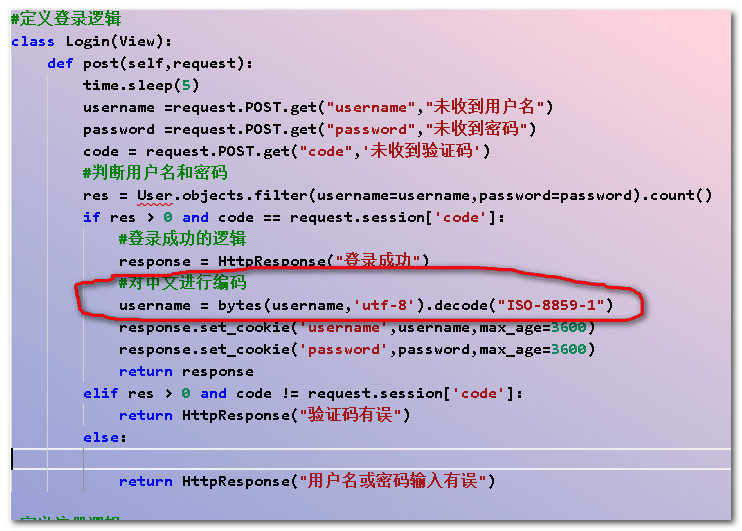 #定义登录逻辑
class Login(View):
    def post(self,request):
        time.sleep(5)
        username =request.POST.get("username","未收到用户名")
        password =request.POST.get("password","未收到密码")
        code = request.POST.get("code",'未收到验证码')
        #判断用户名和密码
        res = User.objects.filter(username=username,password=password).count()
        if res > 0 and code == request.session['code']:
            #登录成功的逻辑
            response = HttpResponse("登录成功")
            #对中文进行编码
            username = bytes(username,'utf-8').decode("ISO-8859-1")
            response.set_cookie('username',username,max_age=3600)
            response.set_cookie('password',password,max_age=3600)
            return response
        elif res > 0 and code != request.session['code']:
            return HttpResponse("验证码有误")
        else:
            return HttpResponse("用户名或密码输入有误")